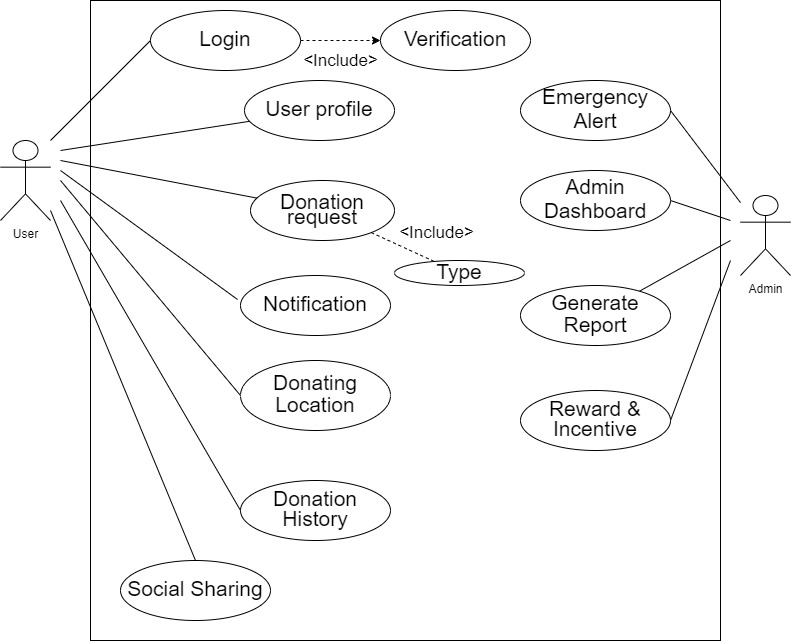 Login
Verification
<Include>
User profile
Emergency
Alert
User
Donation
request
<Include>
Admin
Dashboard
Type
Admin
Notification
Generate
Report
Donating
Location
Reward &
Incentive
Donation
History
Social Sharing